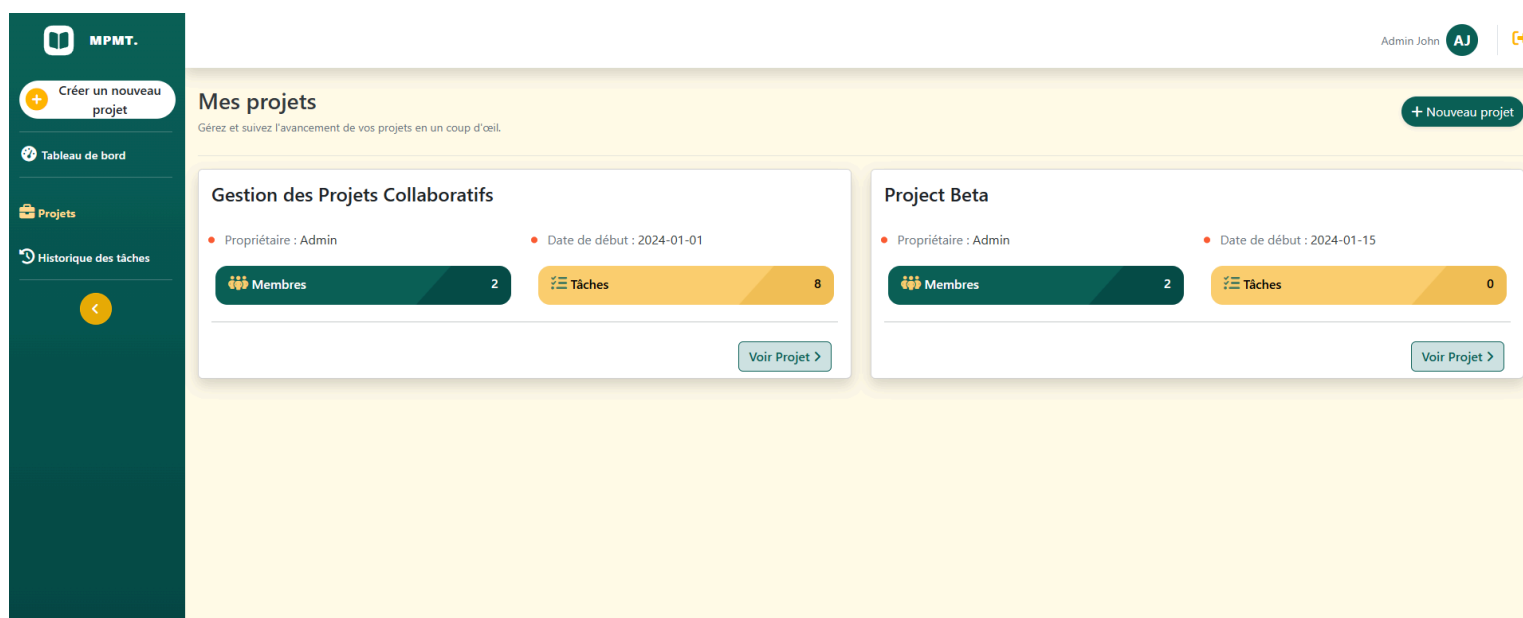 MPMT.
Admin John AJ
Créer un nouveau
projet
Tableau de bord
Projets
Historique des tâches
Mes projets
Gérez et suivez l'avancement de vos projets en un coup d'œil.
+ Nouveau projet
Gestion des Projets Collaboratifs
Propriétaire : Admin
Date de début : 2024-01-01
Membres 2
Tâches 8
Voir Projet
Project Beta
Propriétaire : Admin
Date de début : 2024-01-15
Membres 2
Tâches 0
Voir Projet